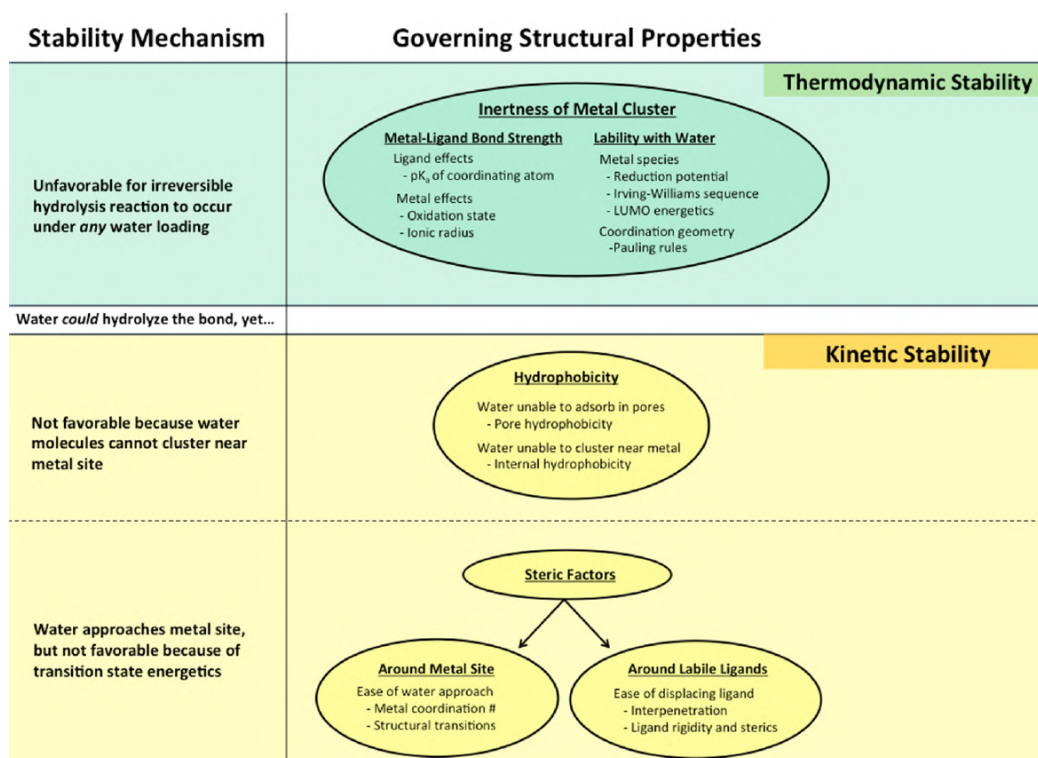 Stability Mechanism
Governing Structural Properties
Thermodynamic Stability
Unfavorable for irreversible
hydrolysis reaction to occur
under any water loading
Inertness of Metal Cluster
Metal-Ligand Bond Strength
Ligand effects
- pKa of coordinating atom
Metal effects
- Oxidation state
- Ionic radius
Lability with Water
Metal species
- Reduction potential
- Irving-Williams sequence
- LUMO energetics
Coordination geometry
-Pauling rules
Water could hydrolyze the bond, yet...
Kinetic Stability
Not favorable because water
molecules cannot cluster near
metal site
Hydrophobicity
Water unable to adsorb in pores
- Pore hydrophobicity
Water unable to cluster near metal
- Internal hydrophobicity
Water approaches metal site,
but not favorable because of
transition state energetics
Steric Factors
Around Metal Site
Ease of water approach
- Metal coordination #
- Structural transitions
Around Labile Ligands
Ease of displacing ligand
- Interpenetration
- Ligand rigidity and sterics